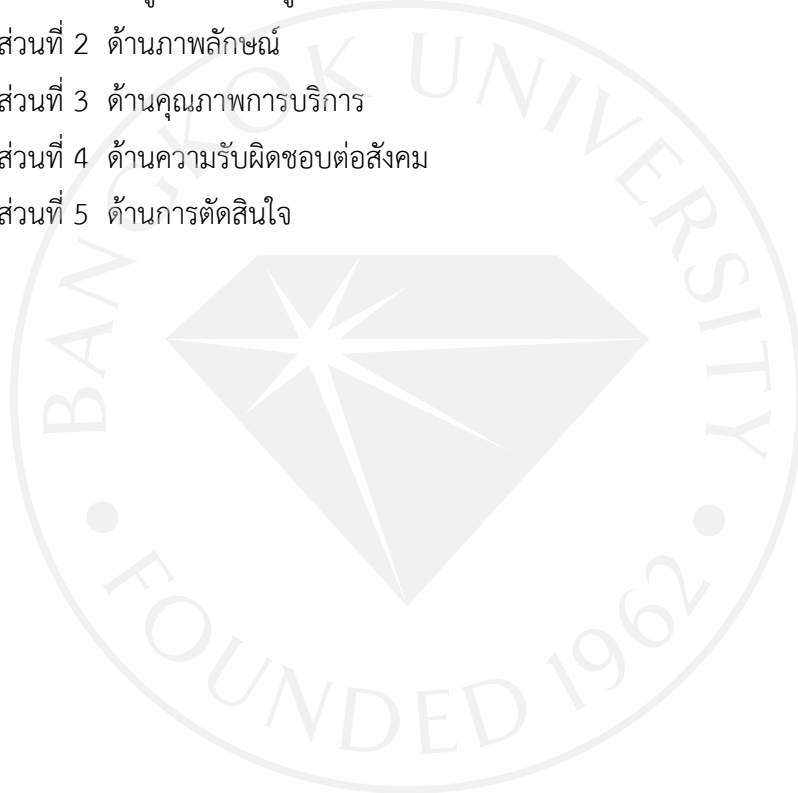 ส่วนที่ 2 ด้านภาพลักษณ์
ส่วนที่ 3 ด้านคุณภาพการบริการ
ส่วนที่ 4 ด้านความรับผิดชอบต่อสังคม
ส่วนที่ 5 ด้านการตัดสินใจ
BANGKOK UNIVERSITY
FOUNDED 1962